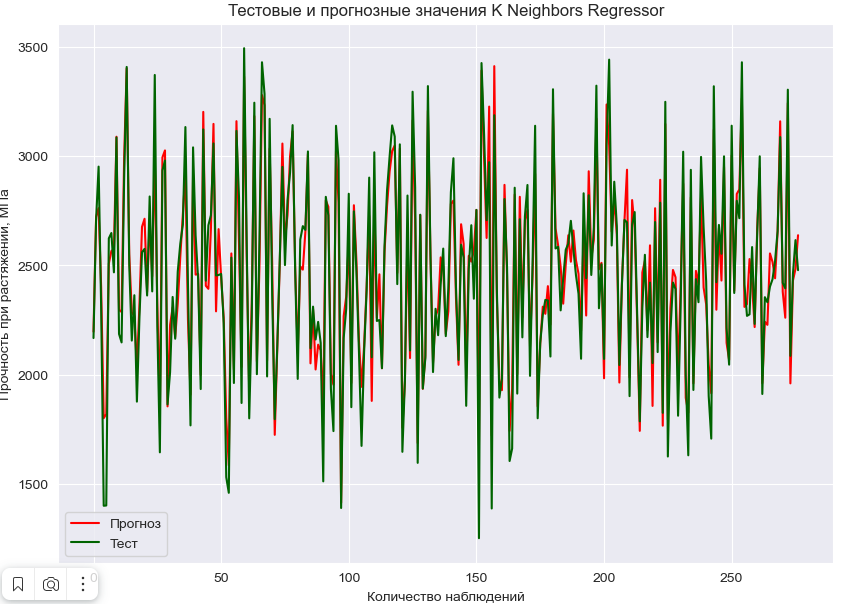 Тестовые и прогнозные значения K Neighbors Regressor
3500
3000
2500
2000
1500
Прочность при растяжении, МПа
Прогноз
Тест
0
50
100
150
200
250
Количество наблюдений